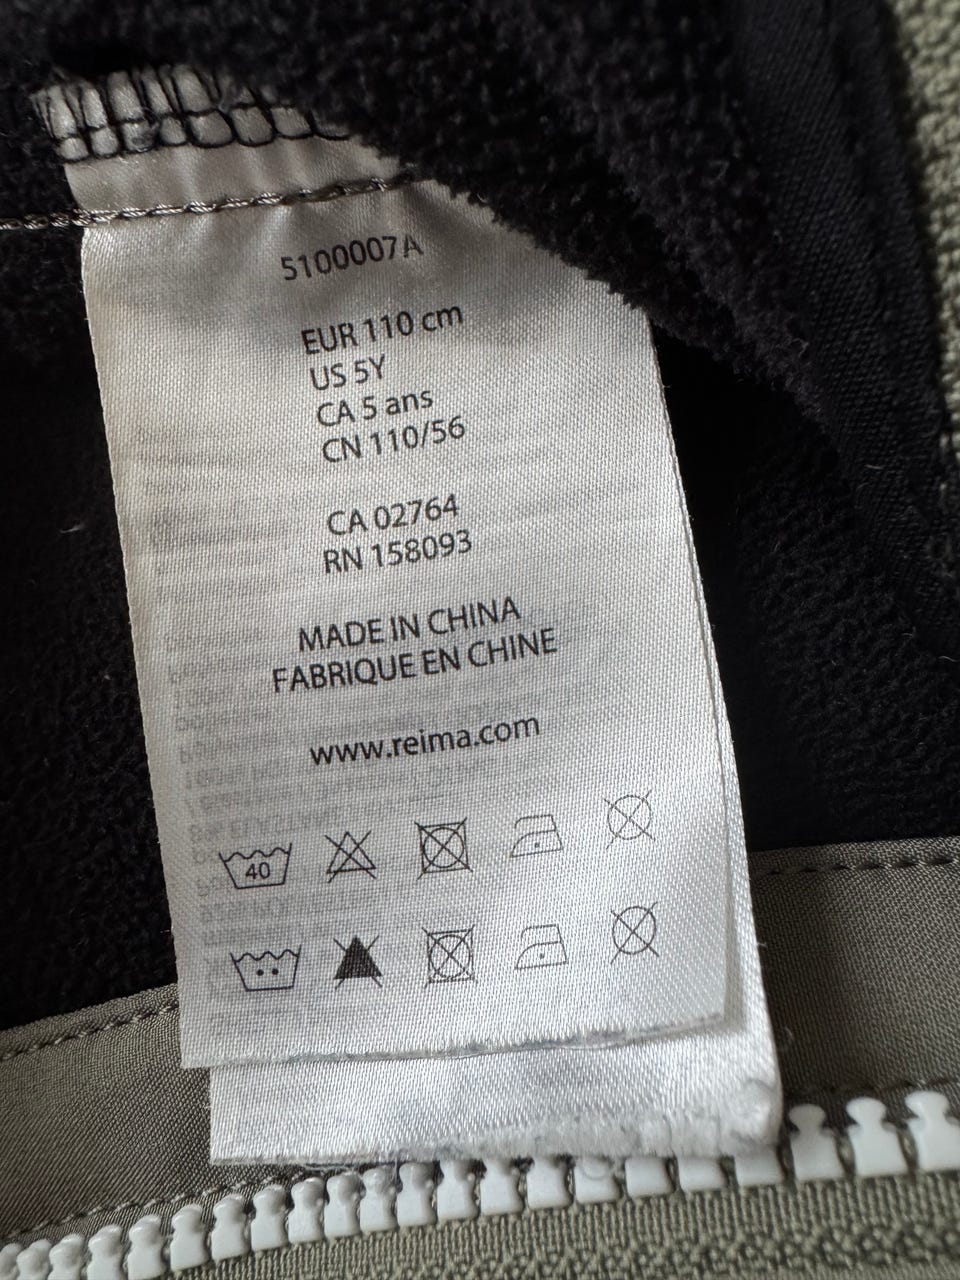 5100007A
EUR 110 cm
US 5Y
CA 5 ans
CN 110/56
CA 02764
RN 158093
MADE IN CHINA
FABRIQUE EN CHINE
www.reima.com
40